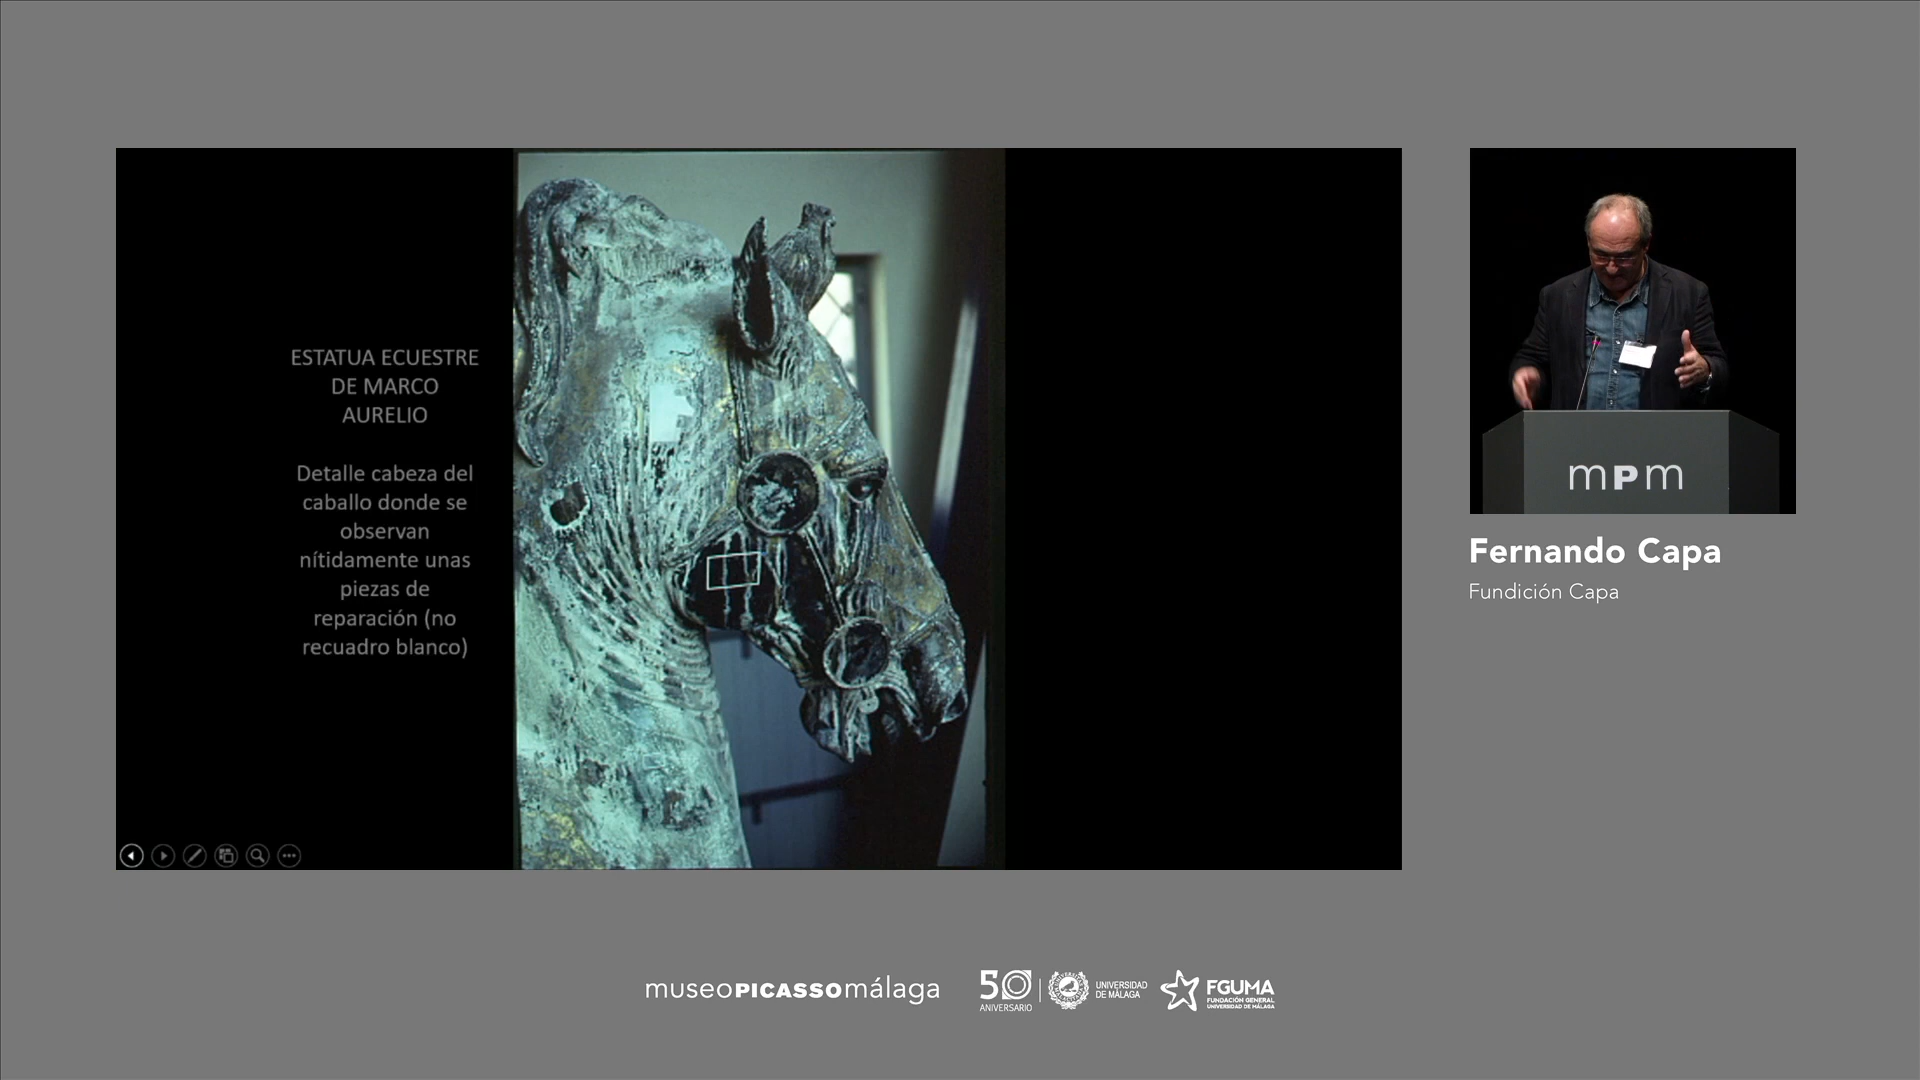 ESTATUA ECUESTRE
DE MARCO
AURELIO
Detalle cabeza del
caballo donde se
observan
nítidamente unas
piezas de
reparación (no
recuadro blanco)
mPm
Fernando Capa
Fundición Capa
museoPICASSOmálaga
50
ANIVERSARIO
UNIVERSIDAD
DE MÁLAGA
FGUMA
FUNDACIÓN GENERAL
UNIVERSIDAD DE MÁLAGA